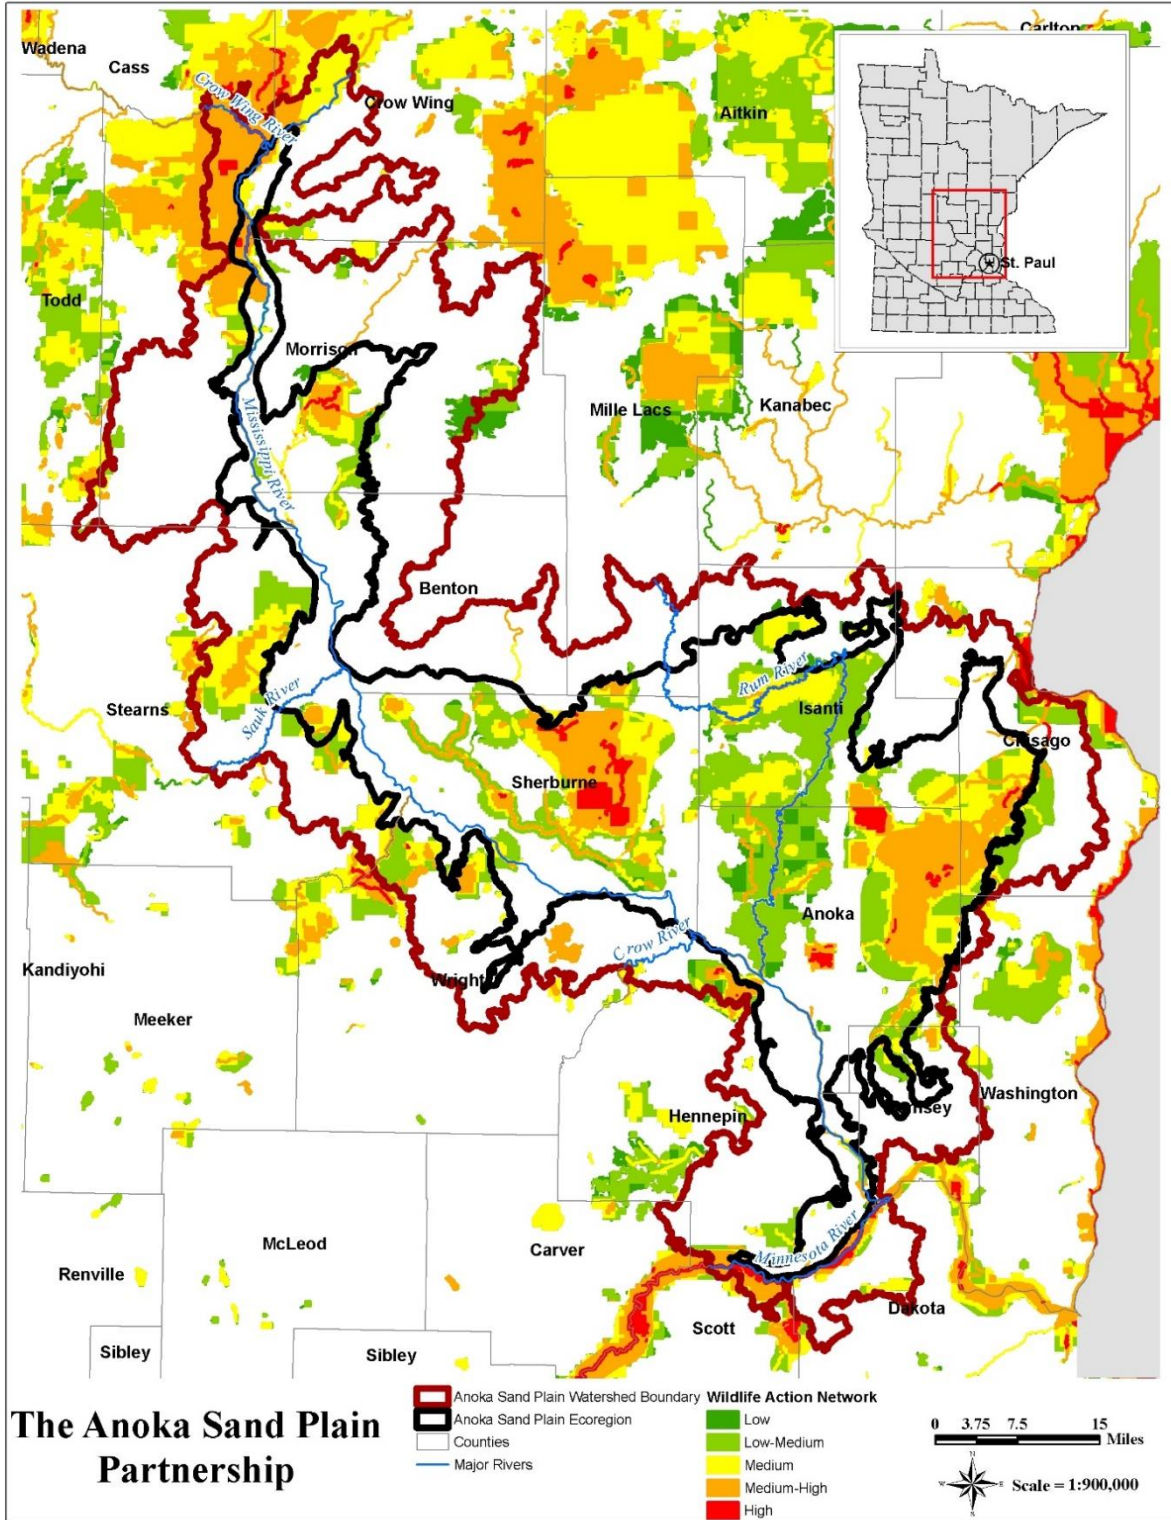 Carlton
Wadena
Cass
Crow Wing River
Crow Wing
Aitkin
St. Paul
Todd
Morrison
Mississippi River
Mille Lacs
Kanabec
Benton
Rum River
Isanti
Stearns
Sauk River
Chisago
Sherburne
Anoka
Crow River
Kandiyohi
Wright
Meeker
Washington
Hennepin
McLeod
Carver
Minnesota River
Renville
Dakota
Scott
Sibley
Sibley
The Anoka Sand Plain
Partnership
Anoka Sand Plain Watershed Boundary
Anoka Sand Plain Ecoregion
Counties
Major Rivers
Wildlife Action Network
Low
Low-Medium
Medium
Medium-High
High
0 3.75 7.5 15
Miles
N
W E
S
Scale = 1:900,000